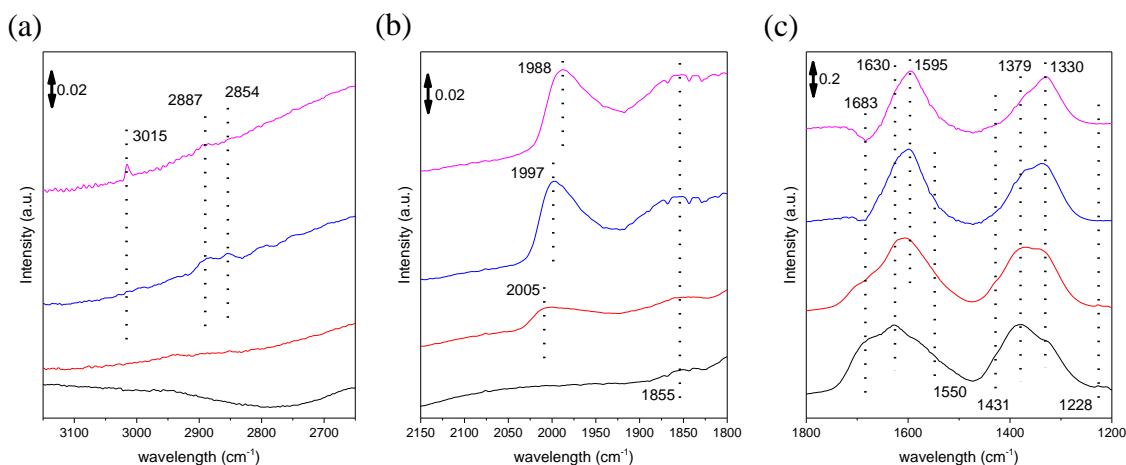 (a)
(b)
(c)
0.02
3015
2887
2854
Intensity (a.u.)
3100 3000 2900 2800 2700
wavelength (cm-1)
0.02
1988
1997
2005
1855
Intensity (a.u.)
2150 2100 2050 2000 1950 1900 1850 1800
wavelength (cm-1)
0.2
1630 1595 1379 1330
1683
1550
1431 1228
Intensity (a.u.)
1800 1600 1400 1200
wavelength (cm-1)